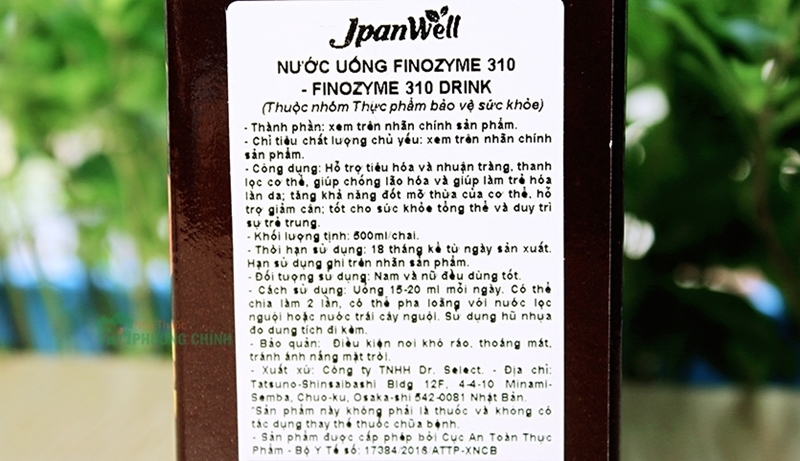 JpanWell
NƯỚC UỐNG FINOZYME 310
- FINOZYME 310 DRINK
(Thuộc nhóm Thực phẩm bảo vệ sức khỏe)
- Thành phần: xem trên nhãn chính sản phẩm.
- Chỉ tiêu chất lượng chủ yếu: xem trên nhãn chính
sản phẩm.
- Công dụng: Hỗ trợ tiêu hóa và nhuận tràng, thanh
lọc cơ thể, giúp chống lão hóa và giúp làm trẻ hóa
làn da; tăng khả năng đốt mỡ thừa của cơ thể, hỗ
trợ giảm cân; tốt cho sức khỏe tổng thể và duy trì
sự trẻ trung.
- Khối lượng tịnh: 500ml/chai.
- Thời hạn sử dụng: 18 tháng kể từ ngày sản xuất.
Hạn sử dụng ghi trên nhãn sản phẩm.
- Đối tượng sử dụng: Nam và nữ đều dùng tốt.
- Cách sử dụng: Uống 15-20 ml mỗi ngày. Có thể
chia làm 2 lần, có thể pha loãng với nước lọc
nguội hoặc nước trái cây nguội. Sử dụng hũ nhựa
đo dung tích đi kèm.
- Bảo quản: Điều kiện nơi khô ráo, thoáng mát,
tránh ánh nắng mặt trời.
- Xuất xứ: Công ty TNHH Dr. Select. - Địa chỉ:
Tatsuno-Shinsaibashi Bldg 12F, 4-4-10 Minami-
Semba, Chuo-ku, Osaka-shi 542-0081 Nhật Bản.
"Sản phẩm này không phải là thuốc và không có
tác dụng thay thế thuốc chữa bệnh.
- Sản phẩm được cấp phép bởi Cục An Toàn Thực
Phẩm - Bộ Y Tế số: 17384/2016/ATTP-XNCB
PHƯƠNG CHÍNH